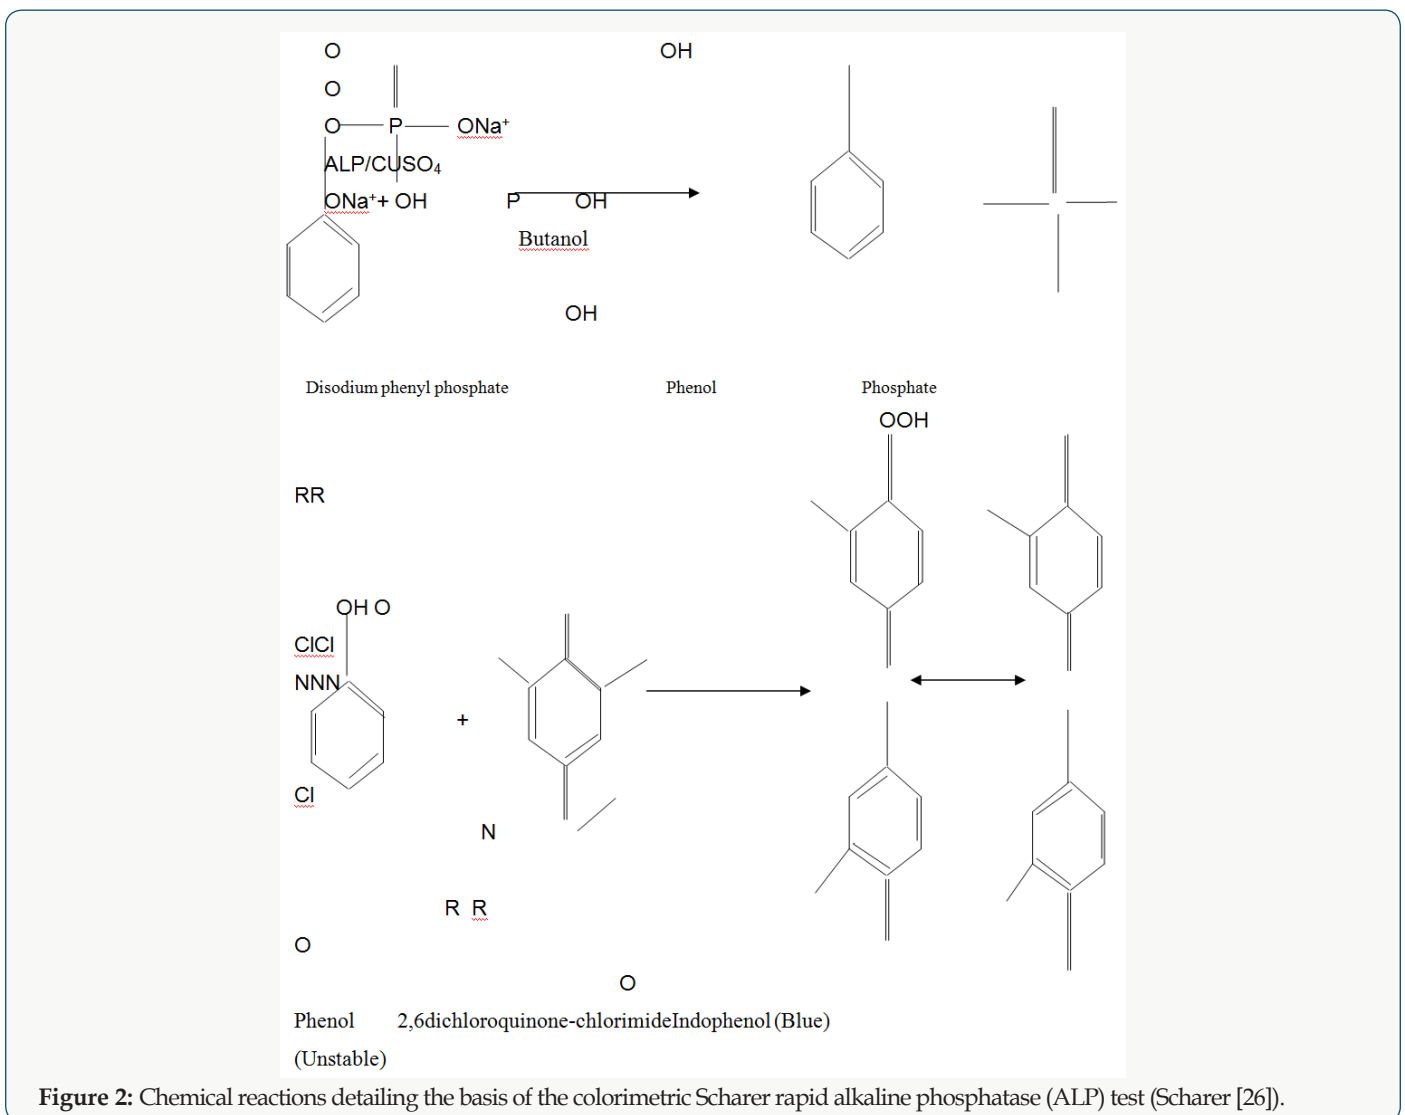 O OH
O
O P ONa+
ALP/CUSO4
ONa++ OH P OH
Butanol
OH
Disodium phenyl phosphate Phenol Phosphate
OOH
RR
OH O
ClCl
NNN
+
Cl
N
R R
O
O
Phenol 2,6dichloroquinone-chlorimideIndophenol (Blue)
(Unstable)
Figure 2: Chemical reactions detailing the basis of the colorimetric Scharer rapid alkaline phosphatase (ALP) test (Scharer [26]).